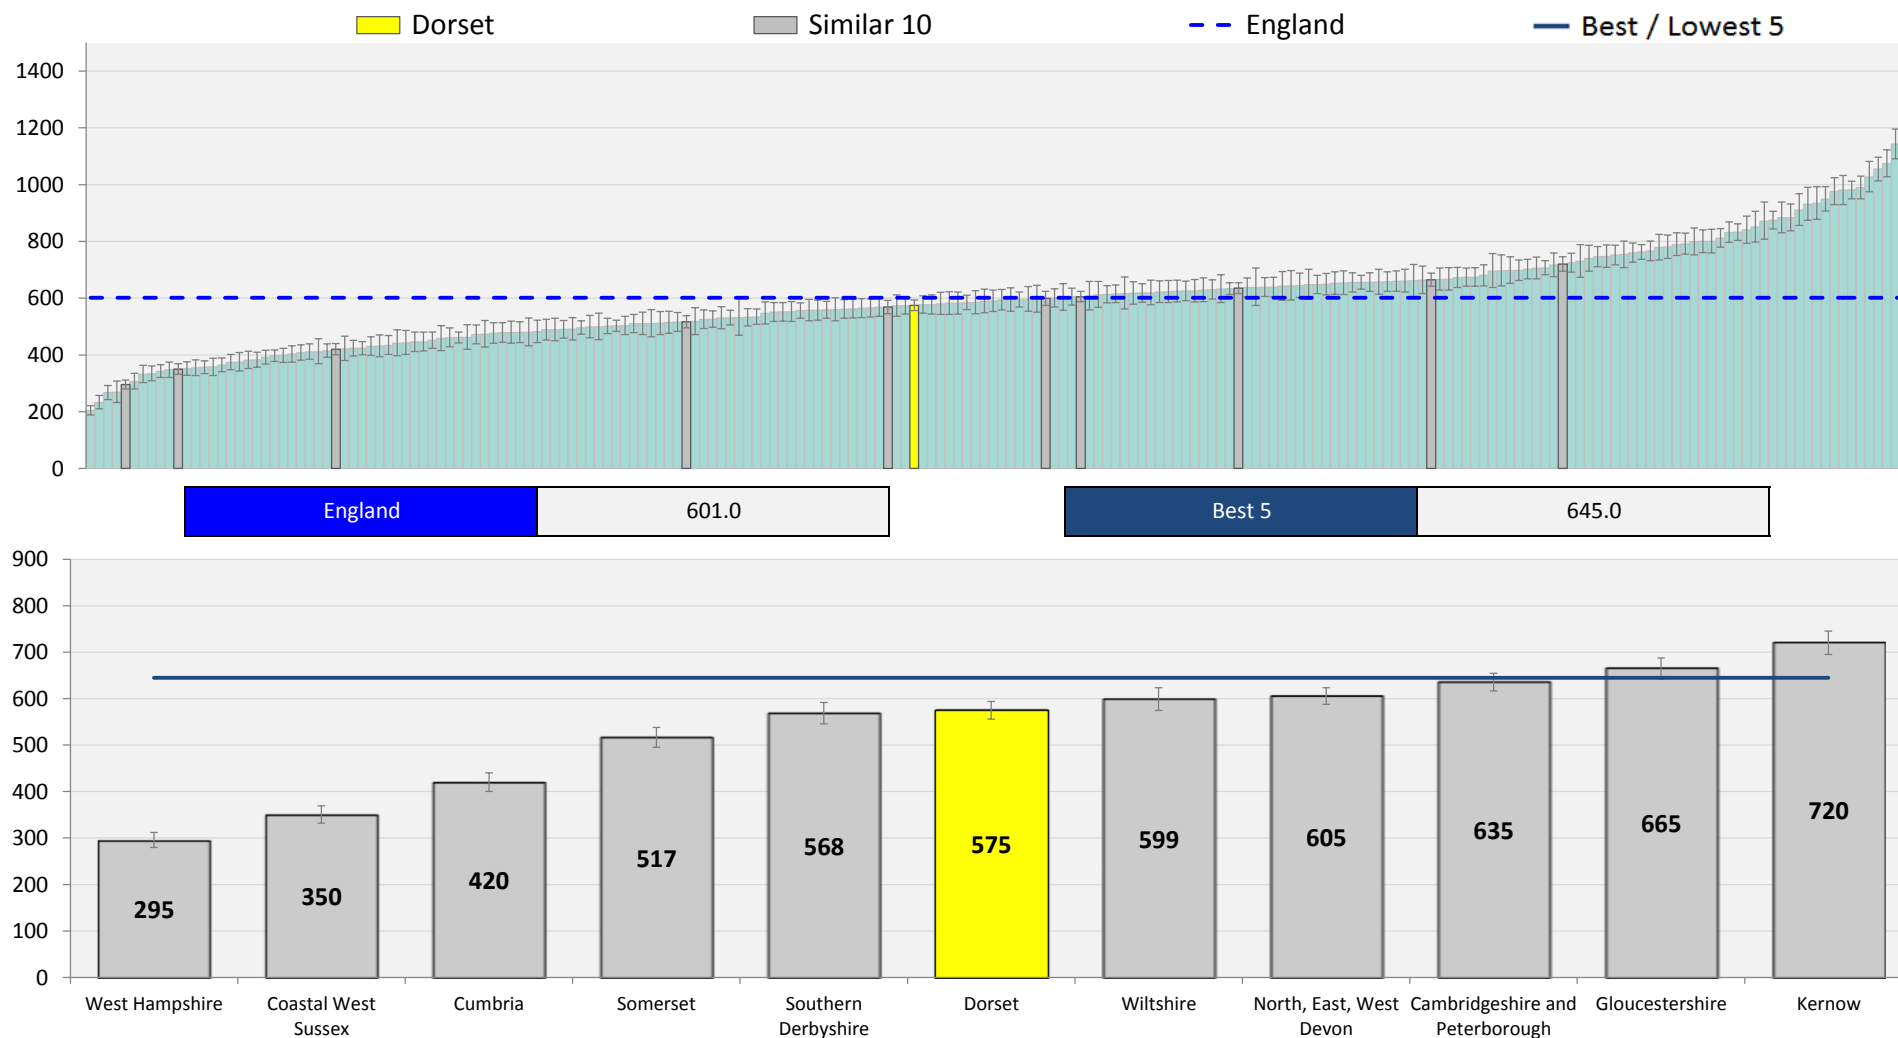 Dorset
Similar 10
England
Best / Lowest 5
1400
1200
1000
800
600
400
200
0
England
601.0
Best 5
645.0
900
800
700
600
500
400
300
200
100
0
295
350
420
517
568
575
599
605
635
665
720
West Hampshire
Coastal West
Sussex
Cumbria
Somerset
Southern
Derbyshire
Dorset
Wiltshire
North, East, West
Devon
Cambridgeshire and
Peterborough
Gloucestershire
Kernow